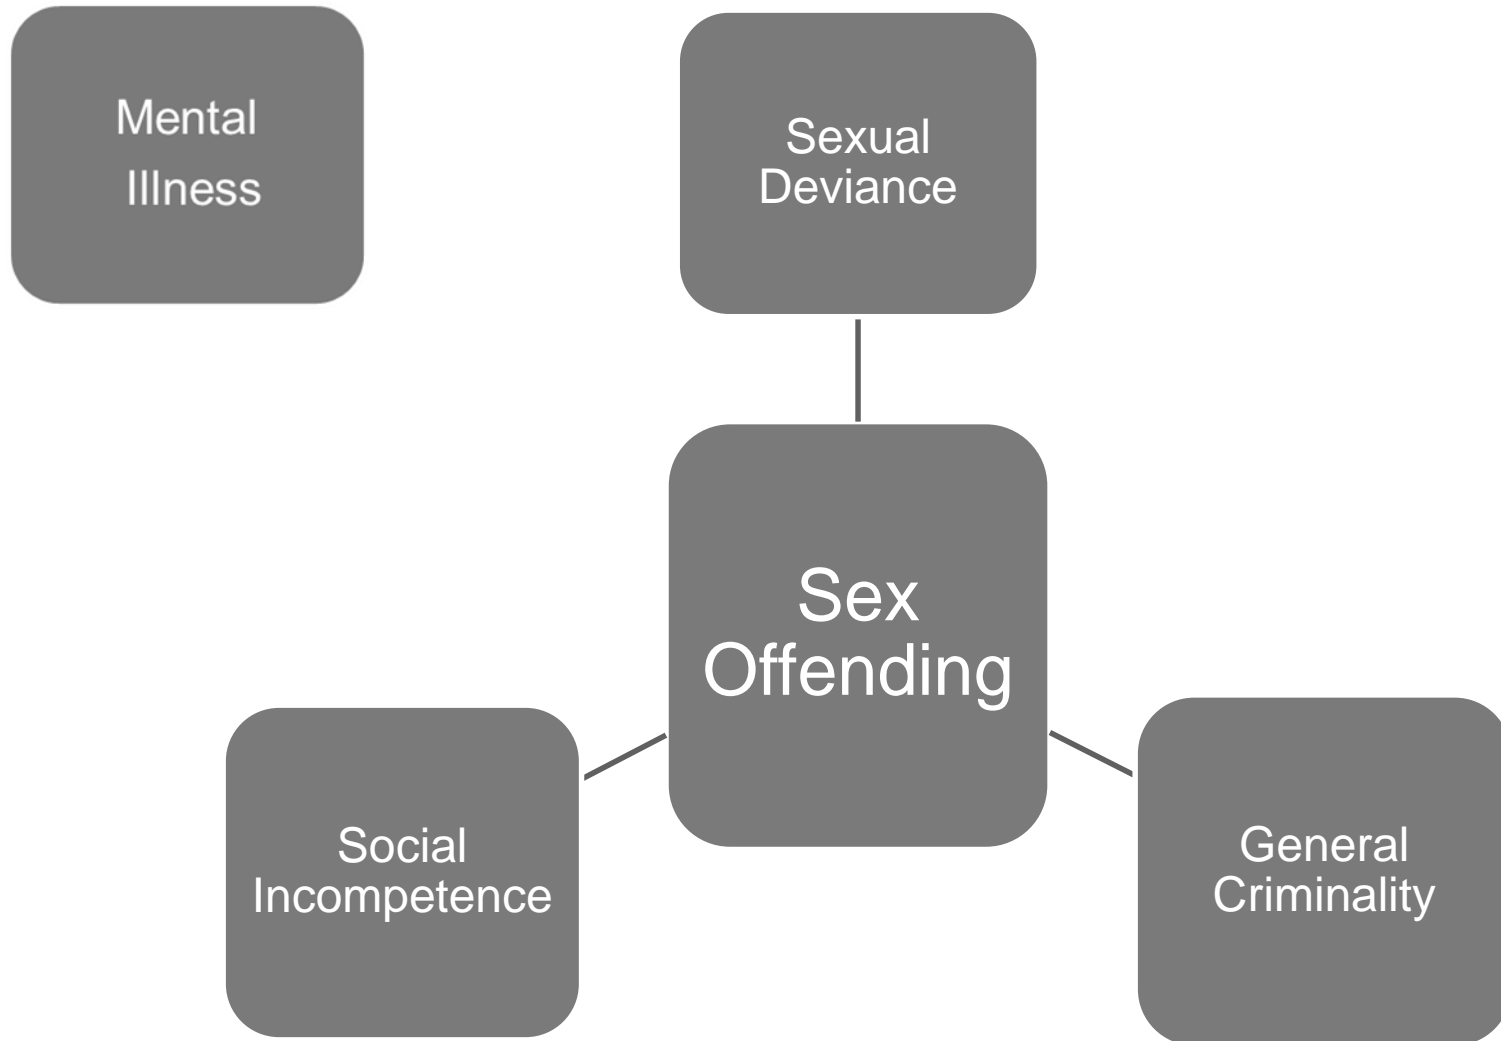 Mental
Illness
Sexual
Deviance
Sex
Offending
Social
Incompetence
General
Criminality